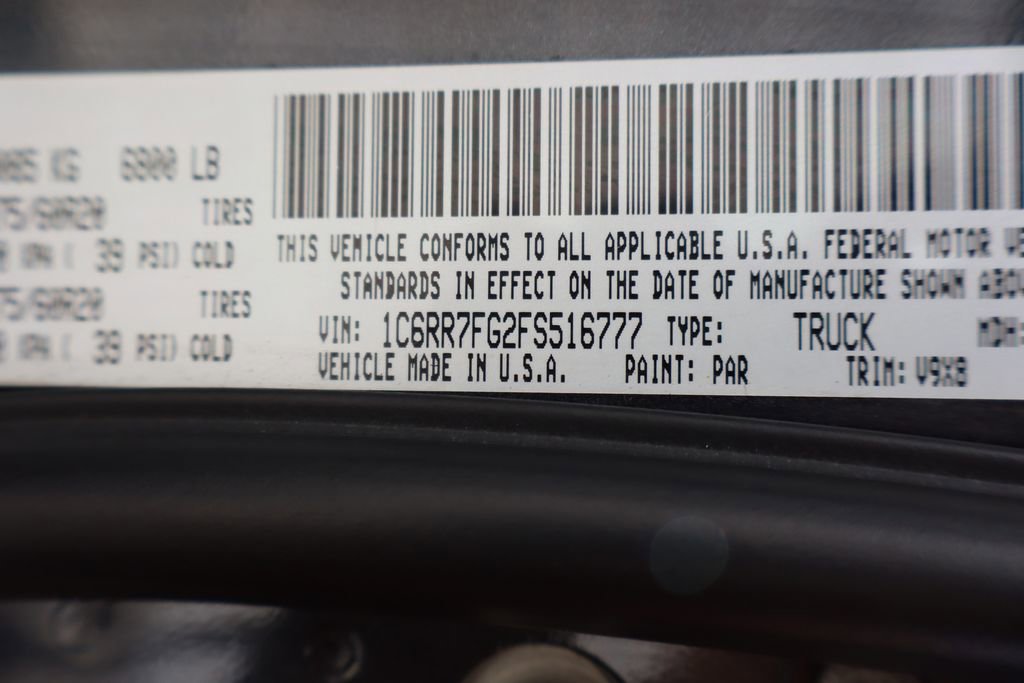 6800 LB
TIRES
39 PSI) COLD
TIRES
39 PSI) COLD
THIS VEHICLE CONFORMS TO ALL APPLICABLE U.S.A. FEDERAL MOTOR
STANDARDS IN EFFECT ON THE DATE OF MANUFACTURE SHOWN
VIN: 1C6RR7FG2FS516777 TYPE: TRUCK MDH:
VEHICLE MADE IN U.S.A. PAINT: PAR TRIM: V9X8